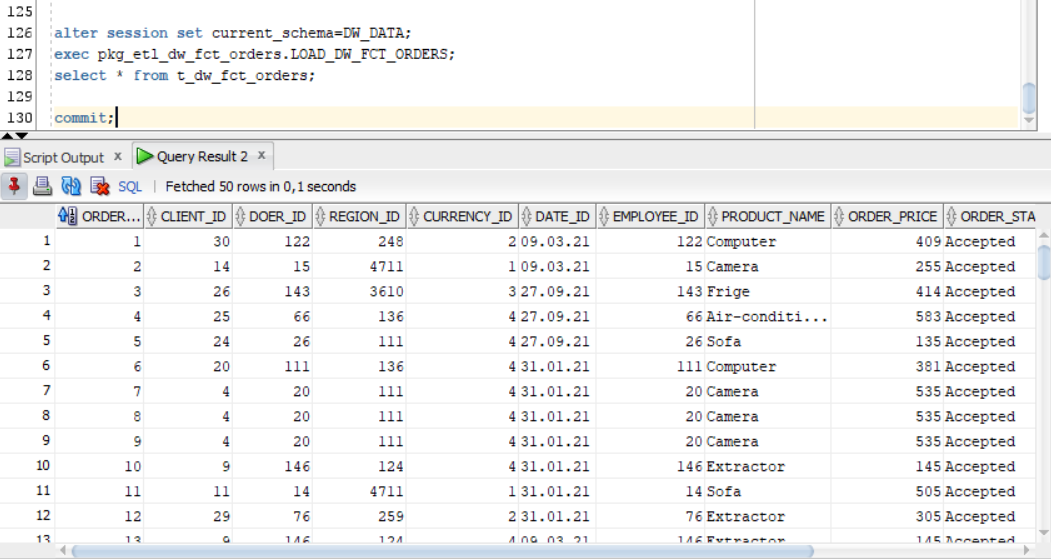 125
126 alter session set current_schema=DW_DATA;
127 exec pkg_etl_dw_fct_orders.LOAD_DW_FCT_ORDERS;
128 select * from t_dw_fct_orders;
129
130 commit;
Script Output x Query Result 2 x
SQL | Fetched 50 rows in 0,1 seconds
ORDER... CLIENT_ID DOER_ID REGION_ID CURRENCY_ID DATE_ID EMPLOYEE_ID PRODUCT_NAME ORDER_PRICE ORDER_STA
1 1 30 122 248 2 09.03.21 122 Computer 409 Accepted
2 2 14 15 4711 1 09.03.21 15 Camera 255 Accepted
3 3 26 143 3610 3 27.09.21 143 Frige 414 Accepted
4 4 25 66 136 4 27.09.21 66 Air-conditi... 583 Accepted
5 5 24 26 111 4 27.09.21 26 Sofa 135 Accepted
6 6 20 111 136 4 31.01.21 111 Computer 381 Accepted
7 7 4 20 111 4 31.01.21 20 Camera 535 Accepted
8 8 4 20 111 4 31.01.21 20 Camera 535 Accepted
9 9 4 20 111 4 31.01.21 20 Camera 535 Accepted
10 10 9 146 124 4 31.01.21 146 Extractor 145 Accepted
11 11 11 14 4711 1 31.01.21 14 Sofa 505 Accepted
12 12 29 76 259 2 31.01.21 76 Extractor 305 Accepted
13 13 9 146 124 4 09.03.21 146 Extractor 145 Accepted